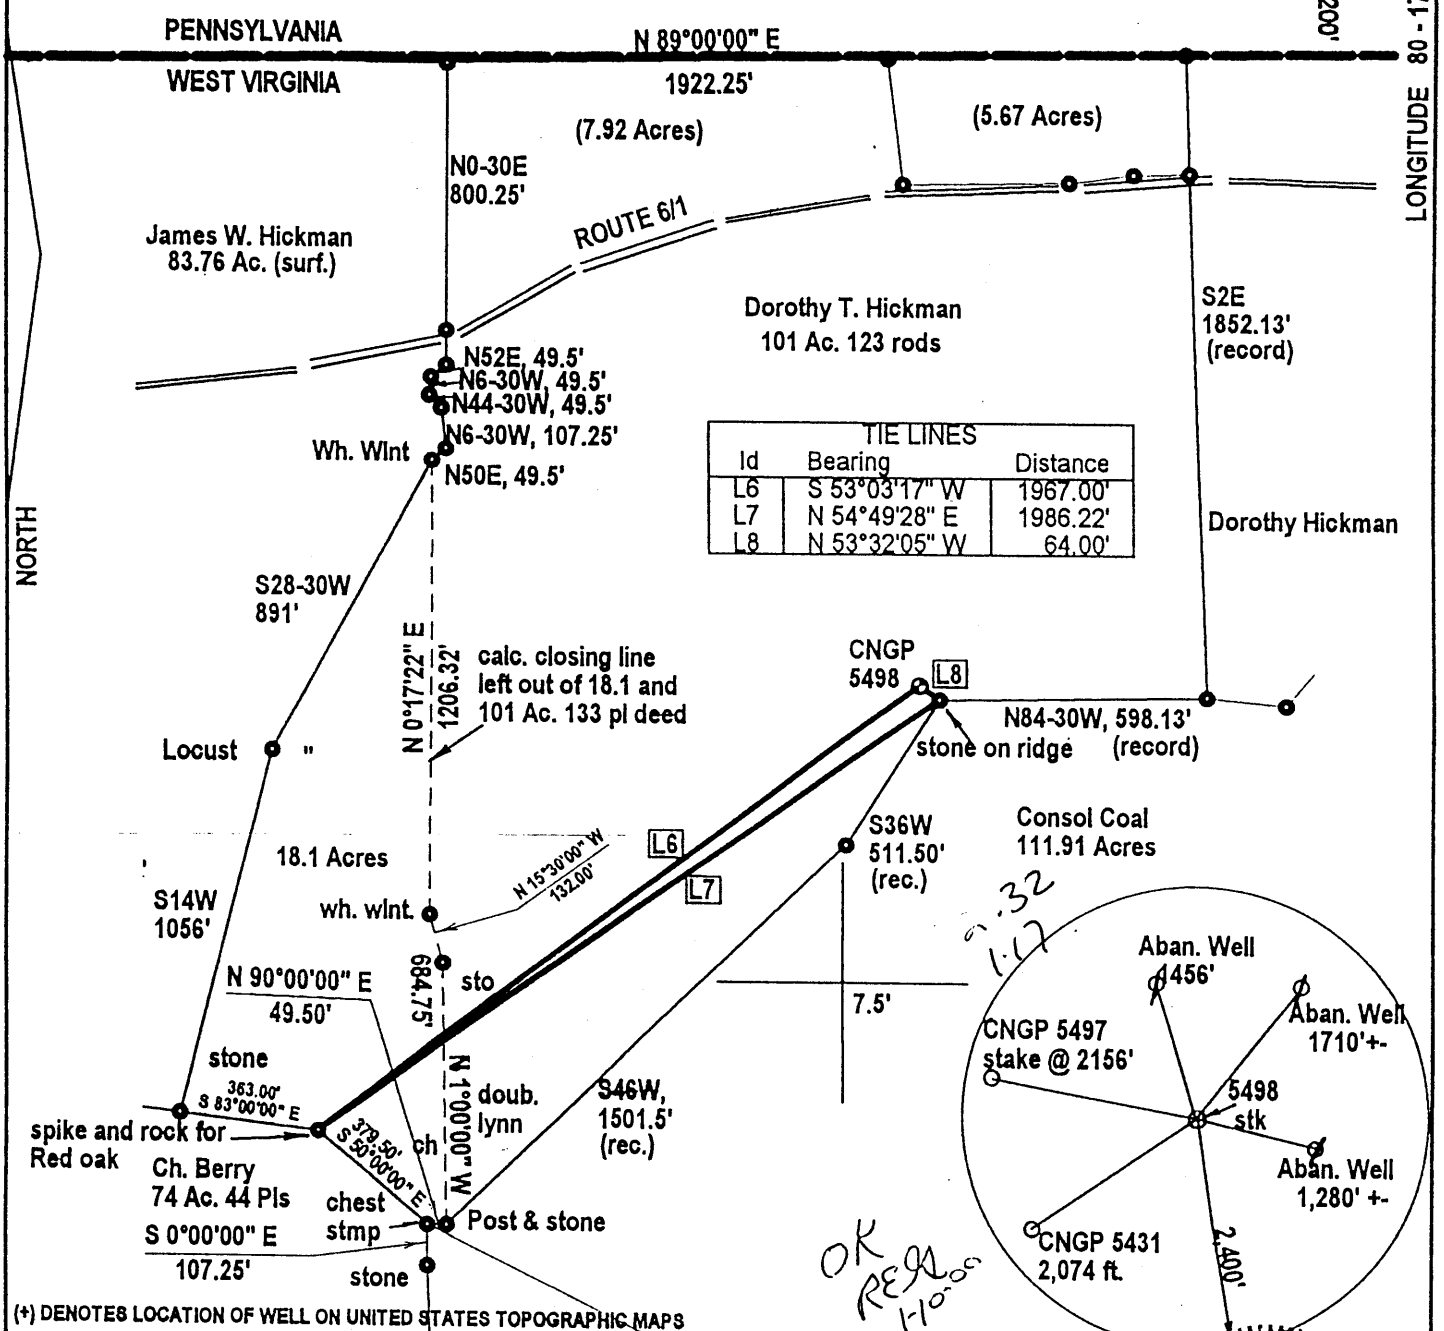 PENNSYLVANIA
N 89°00'00" E
WEST VIRGINIA
1922.25'
200'
LONGITUDE 80 - 17
(7.92 Acres)
(5.67 Acres)
N0-30E
800.25'
ROUTE 6/1
James W. Hickman
83.76 Ac. (surf.)
Dorothy T. Hickman
101 Ac. 123 rods
S2E
1852.13'
(record)
N52E, 49.5'
N6-30W, 49.5'
N44-30W, 49.5'
N6-30W, 107.25'
Wh. Wlnt
N50E, 49.5'
TIE LINES
Id Bearing Distance
L6 S 53°03'17" W 1967.00'
L7 N 54°49'28" E 1986.22'
L8 N 53°32'05" W 64.00'
NORTH
Dorothy Hickman
S28-30W
891'
N 0°17'22" E
1206.32'
calc. closing line
left out of 18.1 and
101 Ac. 133 pl deed
CNGP
5498
L8
N84-30W, 598.13'
(record)
stone on ridge
Locust "
S36W
511.50'
(rec.)
Consol Coal
111.91 Acres
L6
L7
18.1 Acres
N 15°30'00" W
132.00'
S14W
1056'
wh. wlnt.
684.75'
sto
N 90°00'00" E
49.50'
7.5'
1.17
Aban. Well
1456'
Aban. Well
1710'+-
CNGP 5497
stake @ 2156'
5498
stk
stone
363.00'
S 83°00'00" E
spike and rock for
Red oak
379.50'
S 50°00'00" E
ch
N 1°00'00" W
doub.
lynn
S46W,
1501.5'
(rec.)
Ch. Berry
74 Ac. 44 Pls
chest
stmp
Post & stone
S 0°00'00" E
107.25'
stone
Aban. Well
1,280' +-
CNGP 5431
2,074 ft.
2,400'
OK
(+) DENOTES LOCATION OF WELL ON UNITED STATES TOPOGRAPHIC MAPS